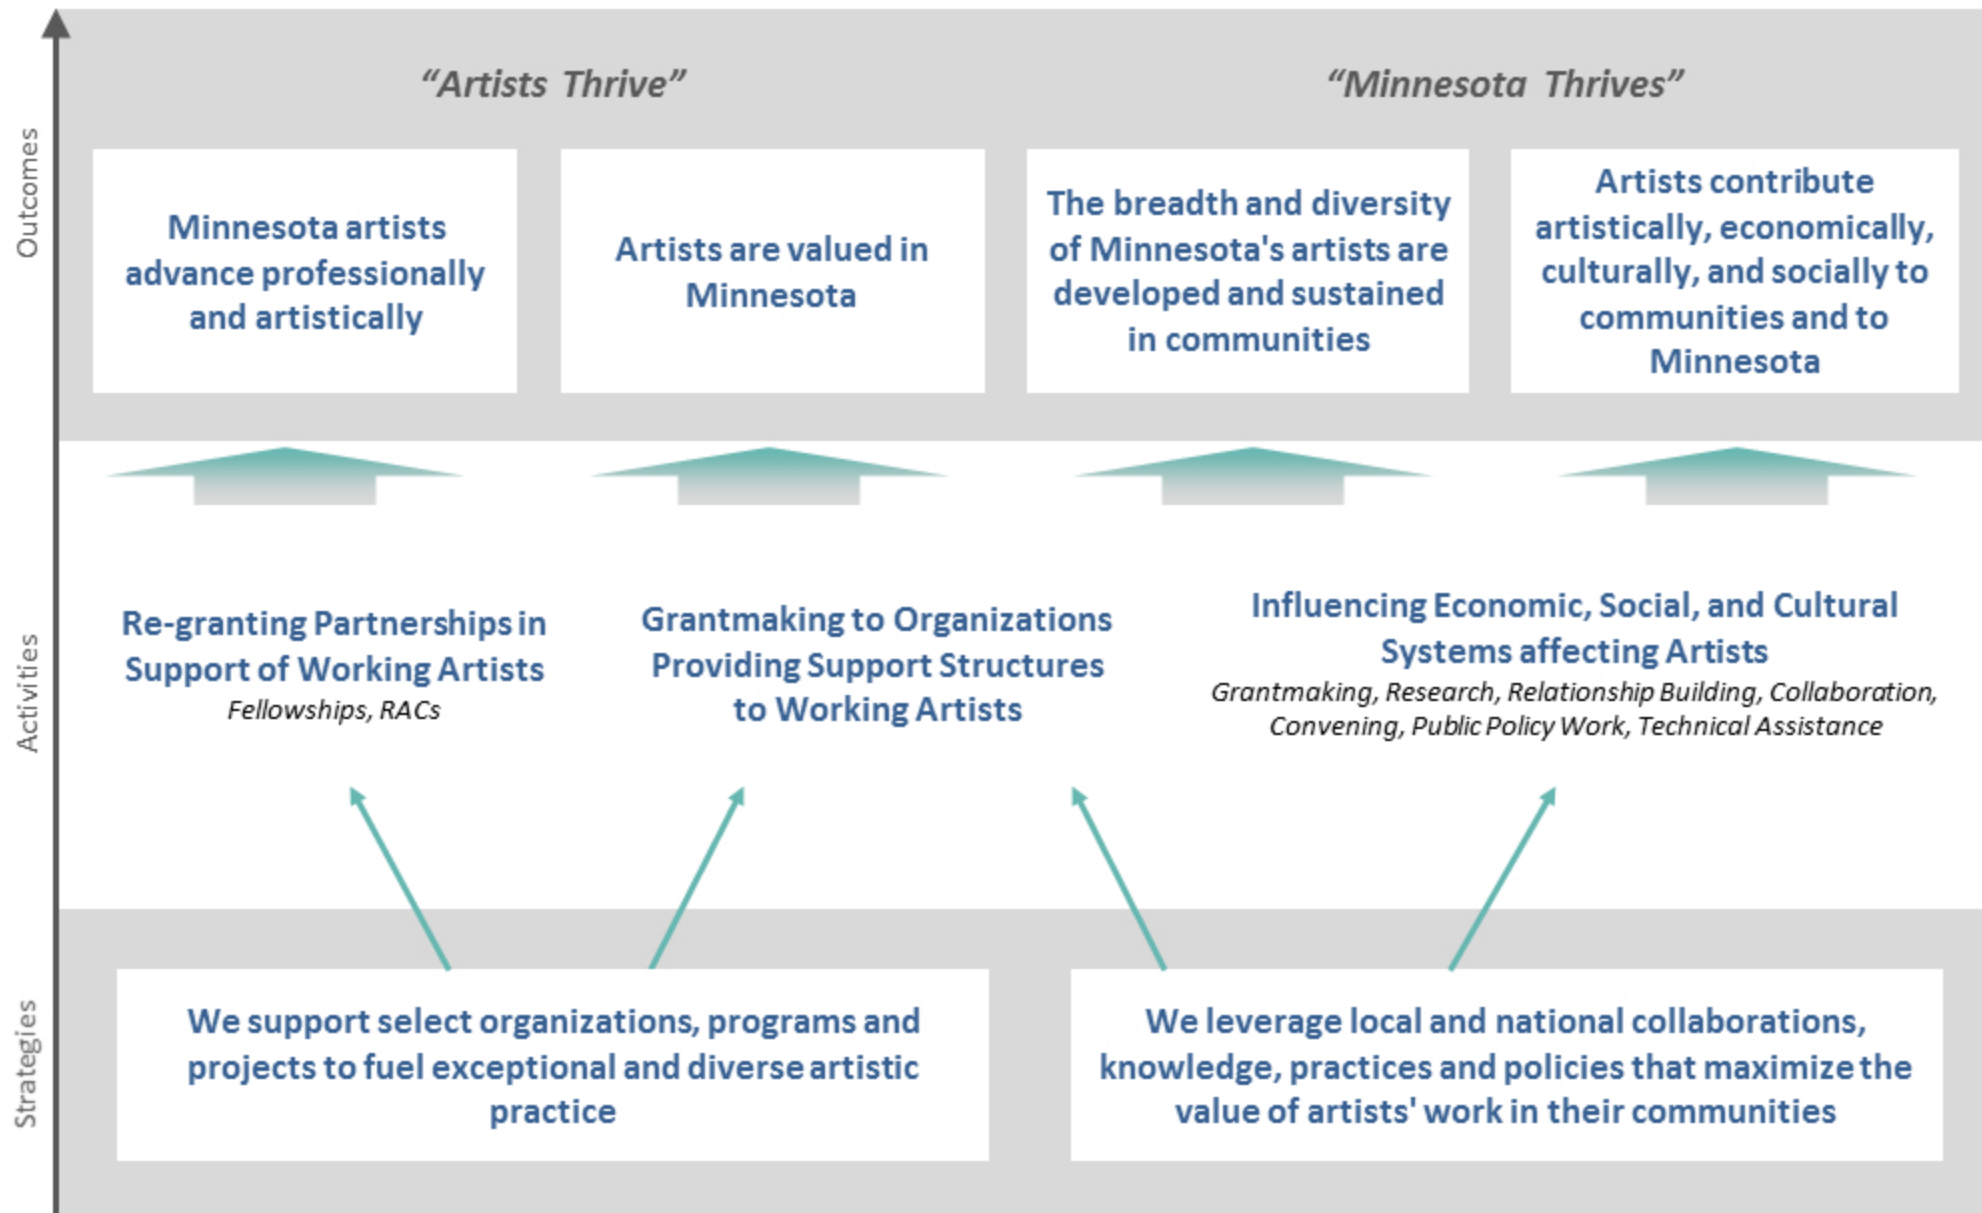 “Artists Thrive”
“Minnesota Thrives”
Outcomes
Minnesota artists
advance professionally
and artistically
Artists are valued in
Minnesota
The breadth and diversity
of Minnesota's artists are
developed and sustained
in communities
Artists contribute
artistically, economically,
culturally, and socially to
communities and to
Minnesota
Activities
Re-granting Partnerships in
Support of Working Artists
Fellowships, RACs
Grantmaking to Organizations
Providing Support Structures
to Working Artists
Influencing Economic, Social, and Cultural
Systems affecting Artists
Grantmaking, Research, Relationship Building, Collaboration,
Convening, Public Policy Work, Technical Assistance
Strategies
We support select organizations, programs and
projects to fuel exceptional and diverse artistic
practice
We leverage local and national collaborations,
knowledge, practices and policies that maximize the
value of artists' work in their communities